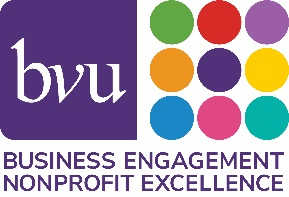 bvu
BUSINESS ENGAGEMENT
NONPROFIT EXCELLENCE